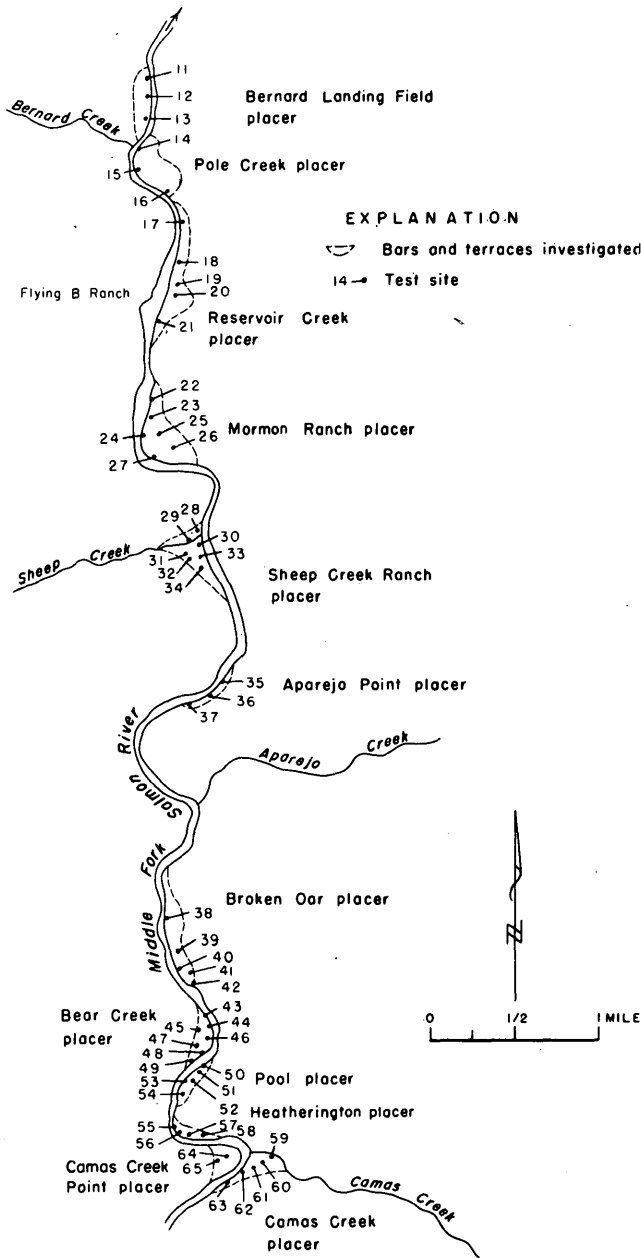 11
12
Bernard Landing Field
placer
13
Bernard Creek
14
Pole Creek placer
15
16
EXPLANATION
17
Bars and terraces investigated
18
14 Test site
19
Flying B Ranch
20
Reservoir Creek
placer
21
22
23
25
Mormon Ranch placer
24
26
27
28
29
30
33
31
32
34
Sheep Creek
Sheep Creek Ranch
placer
35
Aparejo Point placer
36
37
Aparejo Creek
Middle Fork Salmon River
38
Broken Oar placer
39
40
41
42
43
Bear Creek
placer
45
44
46
47
48
49
50
53
51
Pool placer
54
52
Heatherington placer
55
57
58
56
59
64
65
60
61
62
63
Camas Creek
Point placer
Camas Creek
placer
Camas Creek
N
0 1/2 1 MILE